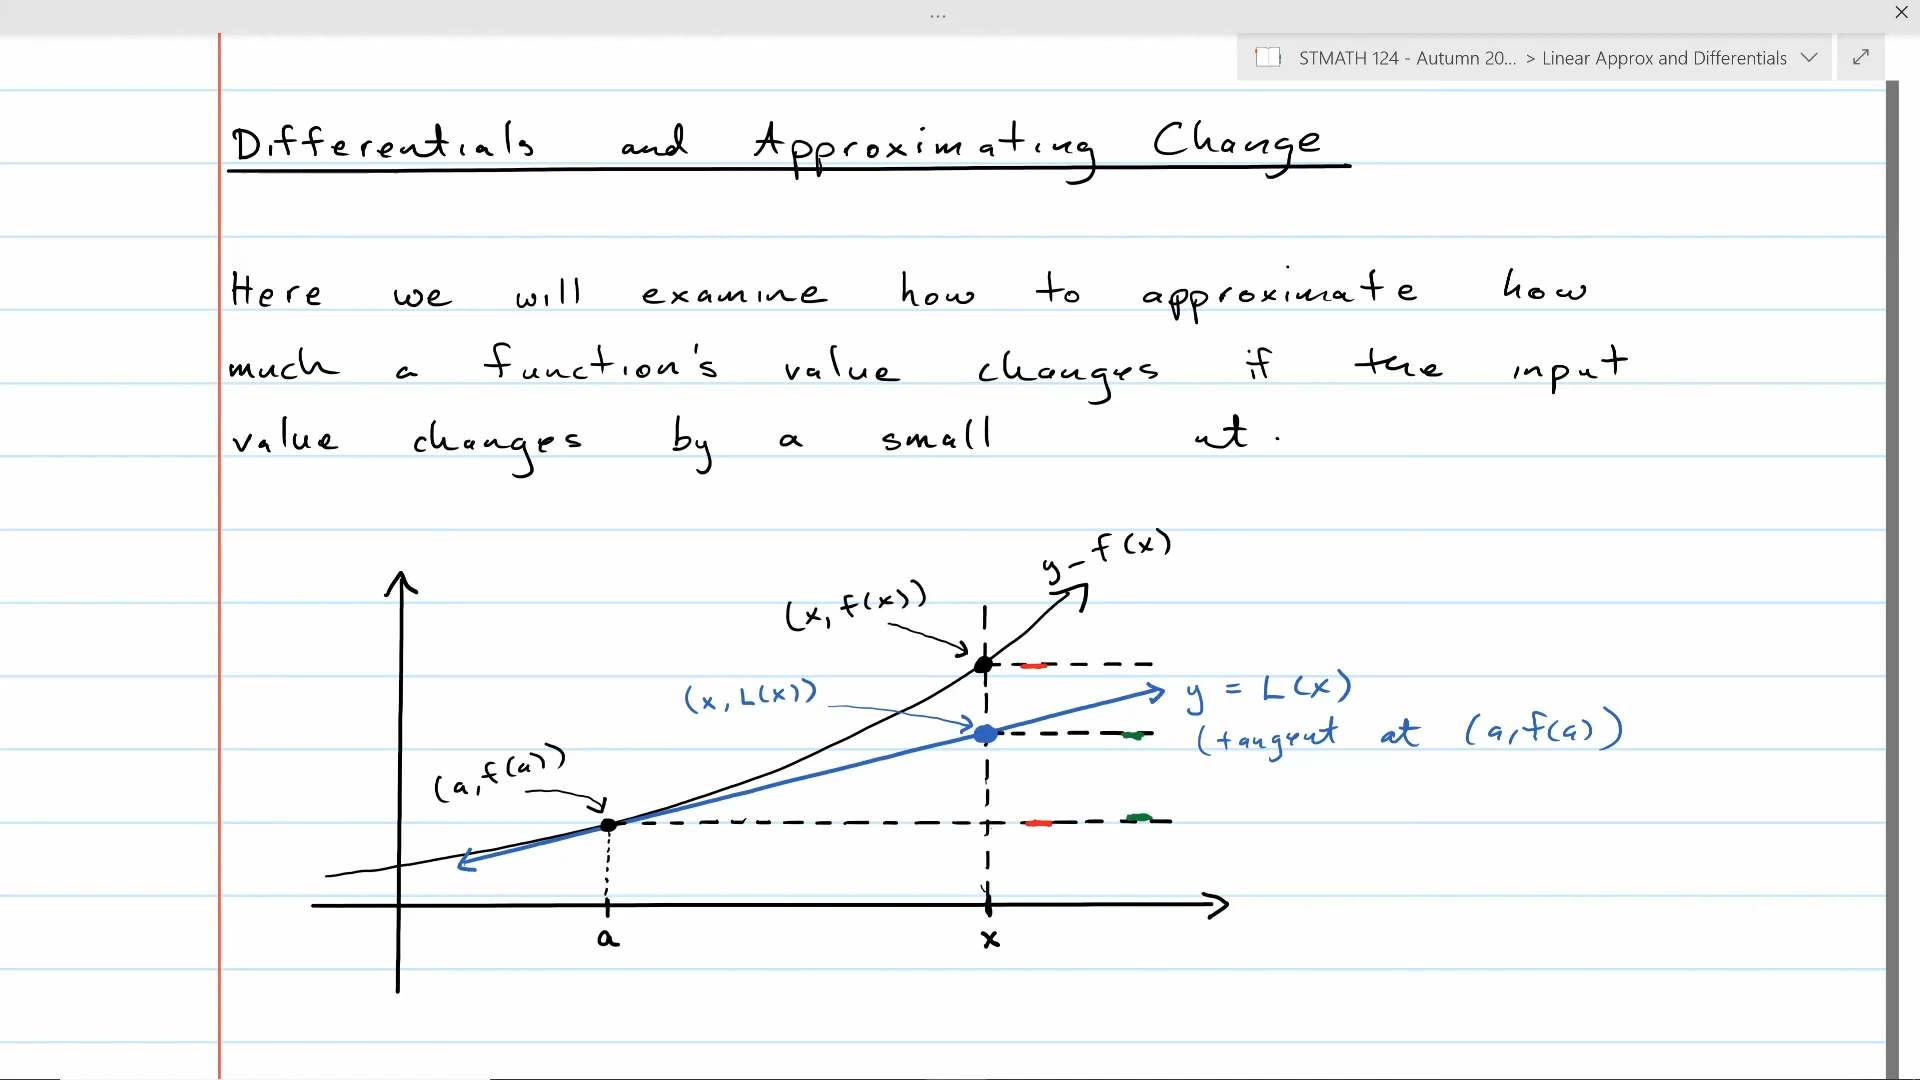 ...
STMATH 124 - Autumn 20... > Linear Approx and Differentials
Differentials and Approximating Change
Here we will examine how to approximate how
much a function's value changes if the input
value changes by a small
y = f(x)
(x, f(x))
(x, L(x))
y = L(x)
(tangent at (a, f(a))
(a, f(a))
a
x